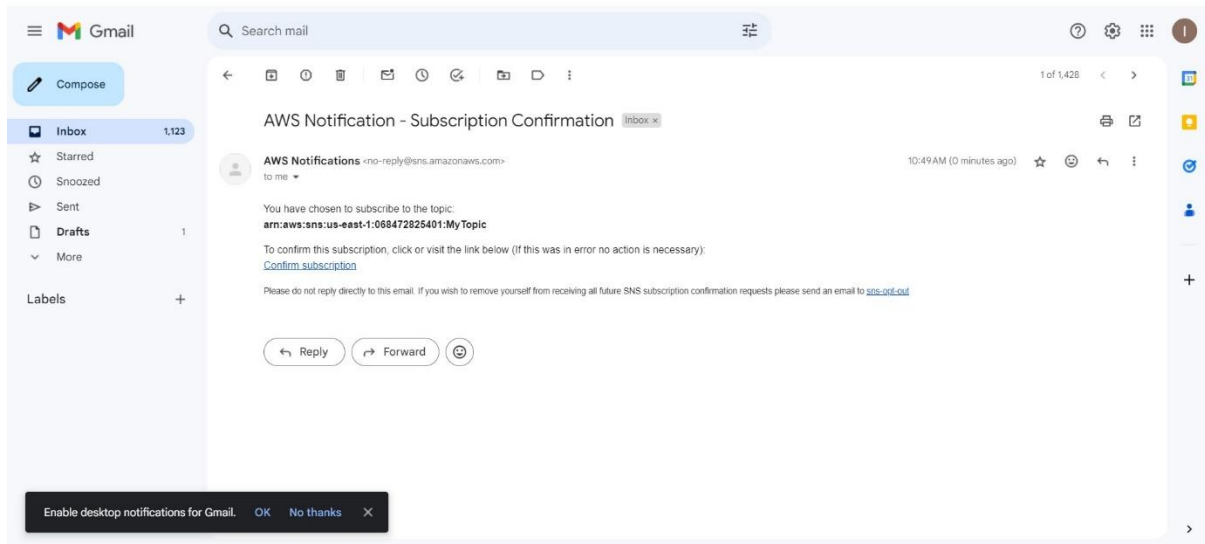 Gmail
Search mail
I
Compose
1 of 1,428
31
AWS Notification - Subscription Confirmation Inbox ×
Inbox 1,123
Starred
Snoozed
Sent
Drafts 1
More
Labels +
AWS Notifications <no-reply@sns.amazonaws.com> 10:49 AM (0 minutes ago)
to me
You have chosen to subscribe to the topic:
arn:aws:sns:us-east-1:068472825401:MyTopic
To confirm this subscription, click or visit the link below (If this was in error no action is necessary):
Confirm subscription
Please do not reply directly to this email. If you wish to remove yourself from receiving all future SNS subscription confirmation requests please send an email to sns-opt-out
Reply Forward
Enable desktop notifications for Gmail. OK No thanks ×